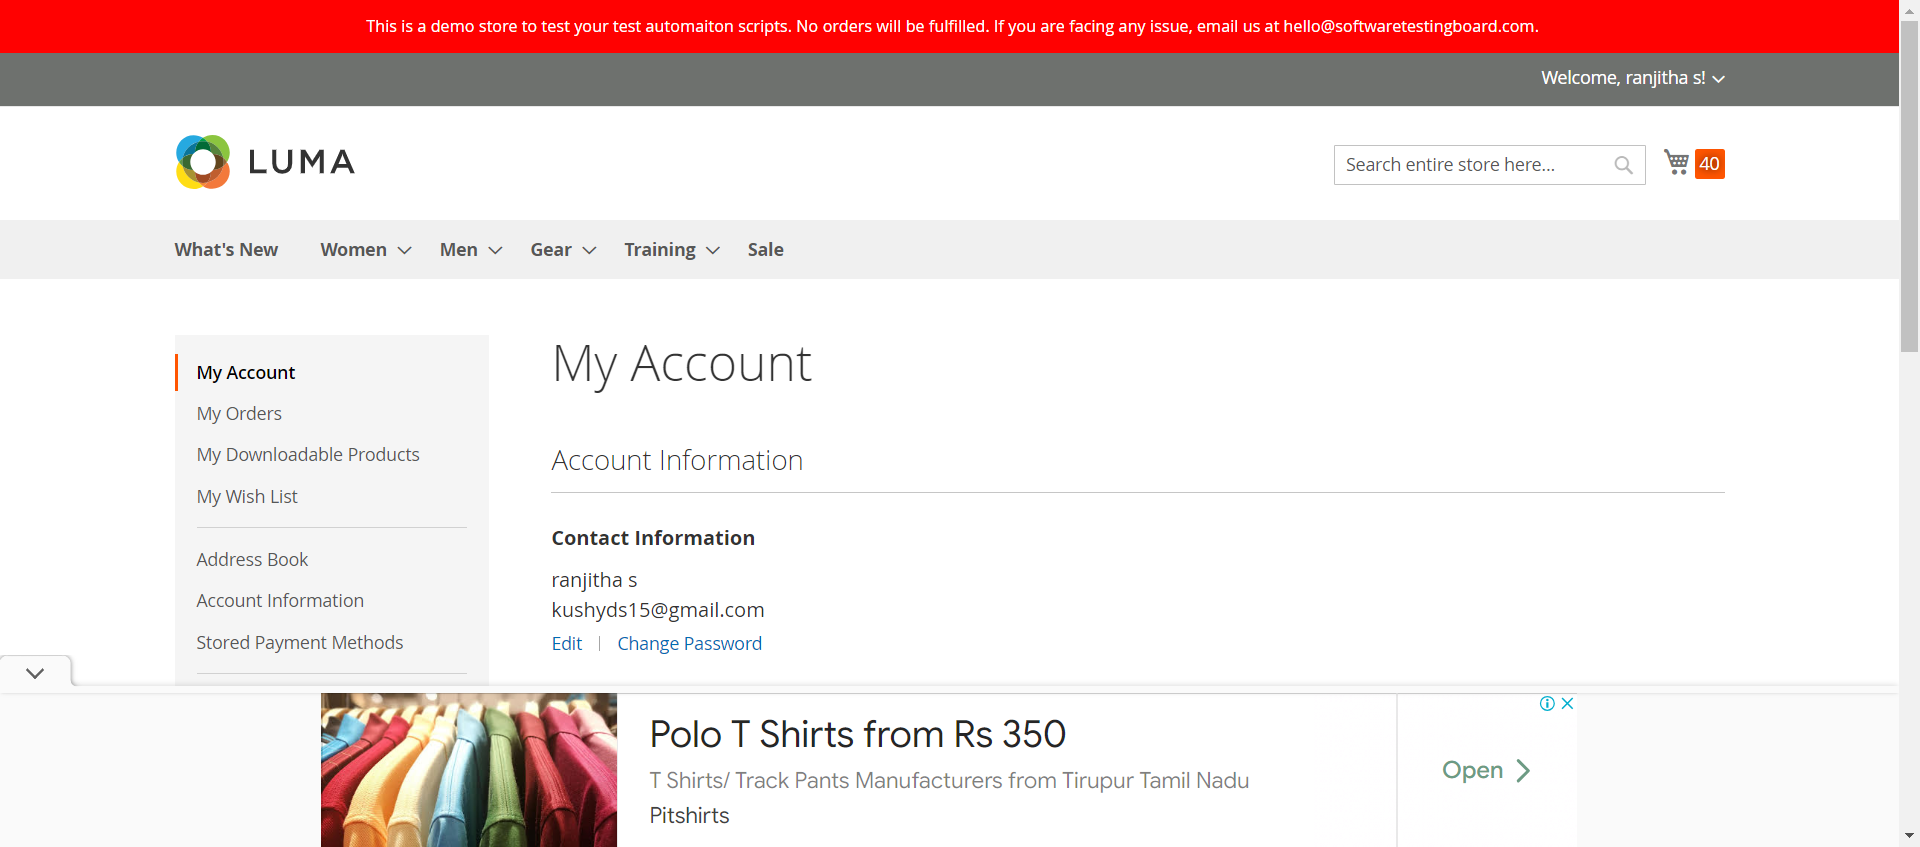 This is a demo store to test your test automaiton scripts. No orders will be fulfilled. If you are facing any issue, email us at hello@softwaretestingboard.com.
Welcome, ranjitha s!
LUMA
Search entire store here...
40
What's New
Women
Men
Gear
Training
Sale
My Account
My Orders
My Downloadable Products
My Wish List
Address Book
Account Information
Stored Payment Methods
My Account
Account Information
Contact Information
ranjitha s
kushyds15@gmail.com
Edit
Change Password
Polo T Shirts from Rs 350
T Shirts/ Track Pants Manufacturers from Tirupur Tamil Nadu
Pitshirts
Open